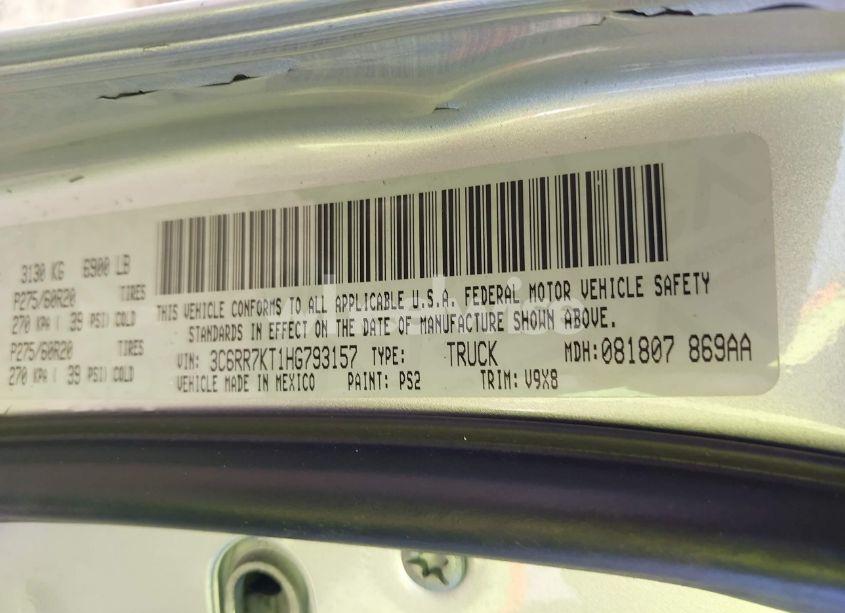 3130 KG 6900 LB
P275/60R20 TIRES
270 KPA ( 39 PSI) COLD
P275/60R20 TIRES
270 KPA ( 39 PSI) COLD
THIS VEHICLE CONFORMS TO ALL APPLICABLE U.S.A. FEDERAL MOTOR VEHICLE SAFETY
STANDARDS IN EFFECT ON THE DATE OF MANUFACTURE SHOWN ABOVE.
VIN: 3C6RR7KT1HG793157 TYPE: TRUCK MDH: 081807 869AA
VEHICLE MADE IN MEXICO PAINT: PS2 TRIM: V9X8